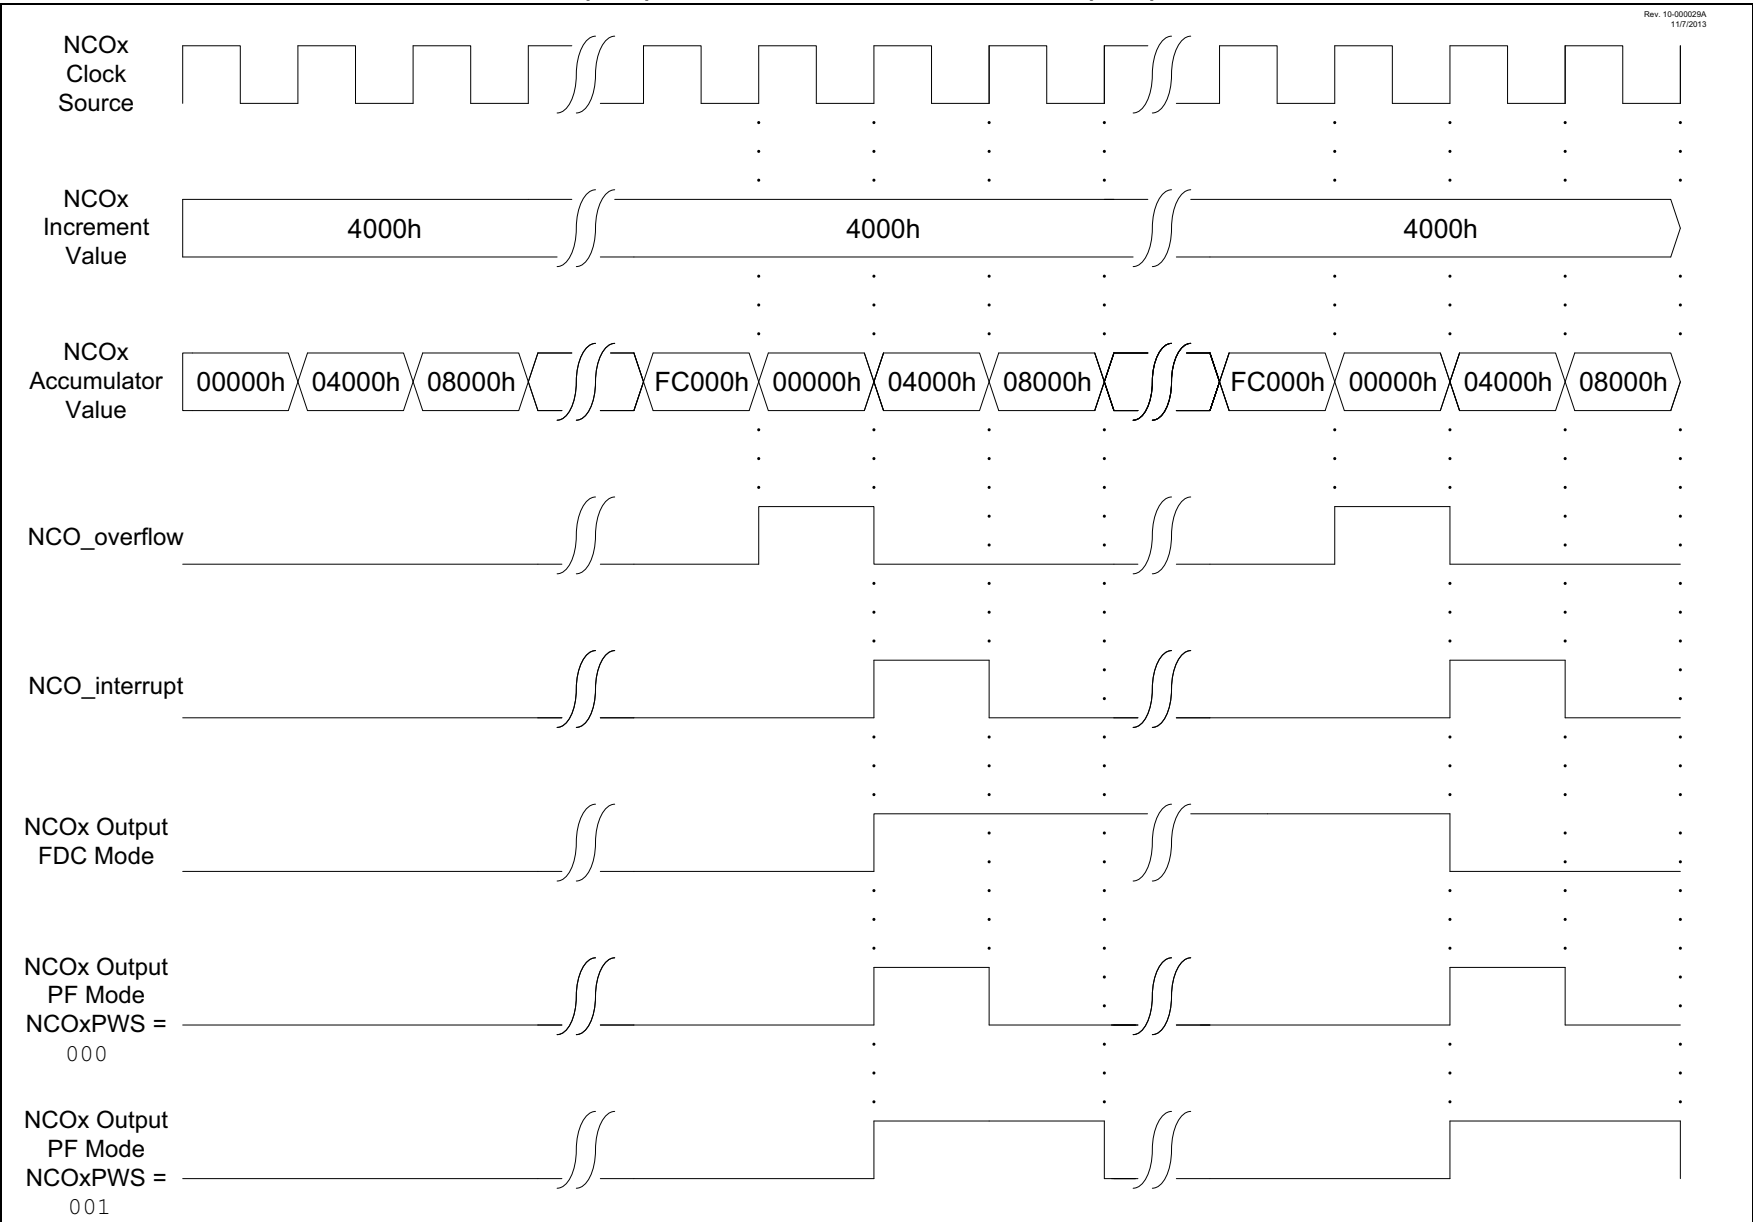 Rev. 10-000029A
11/7/2013
NCOx
Clock
Source
NCOx
Increment
Value
4000h
4000h
4000h
NCOx
Accumulator
Value
00000h
04000h
08000h
FC000h
00000h
04000h
08000h
FC000h
00000h
04000h
08000h
NCO_overflow
NCO_interrupt
NCOx Output
FDC Mode
NCOx Output
PF Mode
NCOxPWS =
000
NCOx Output
PF Mode
NCOxPWS =
001